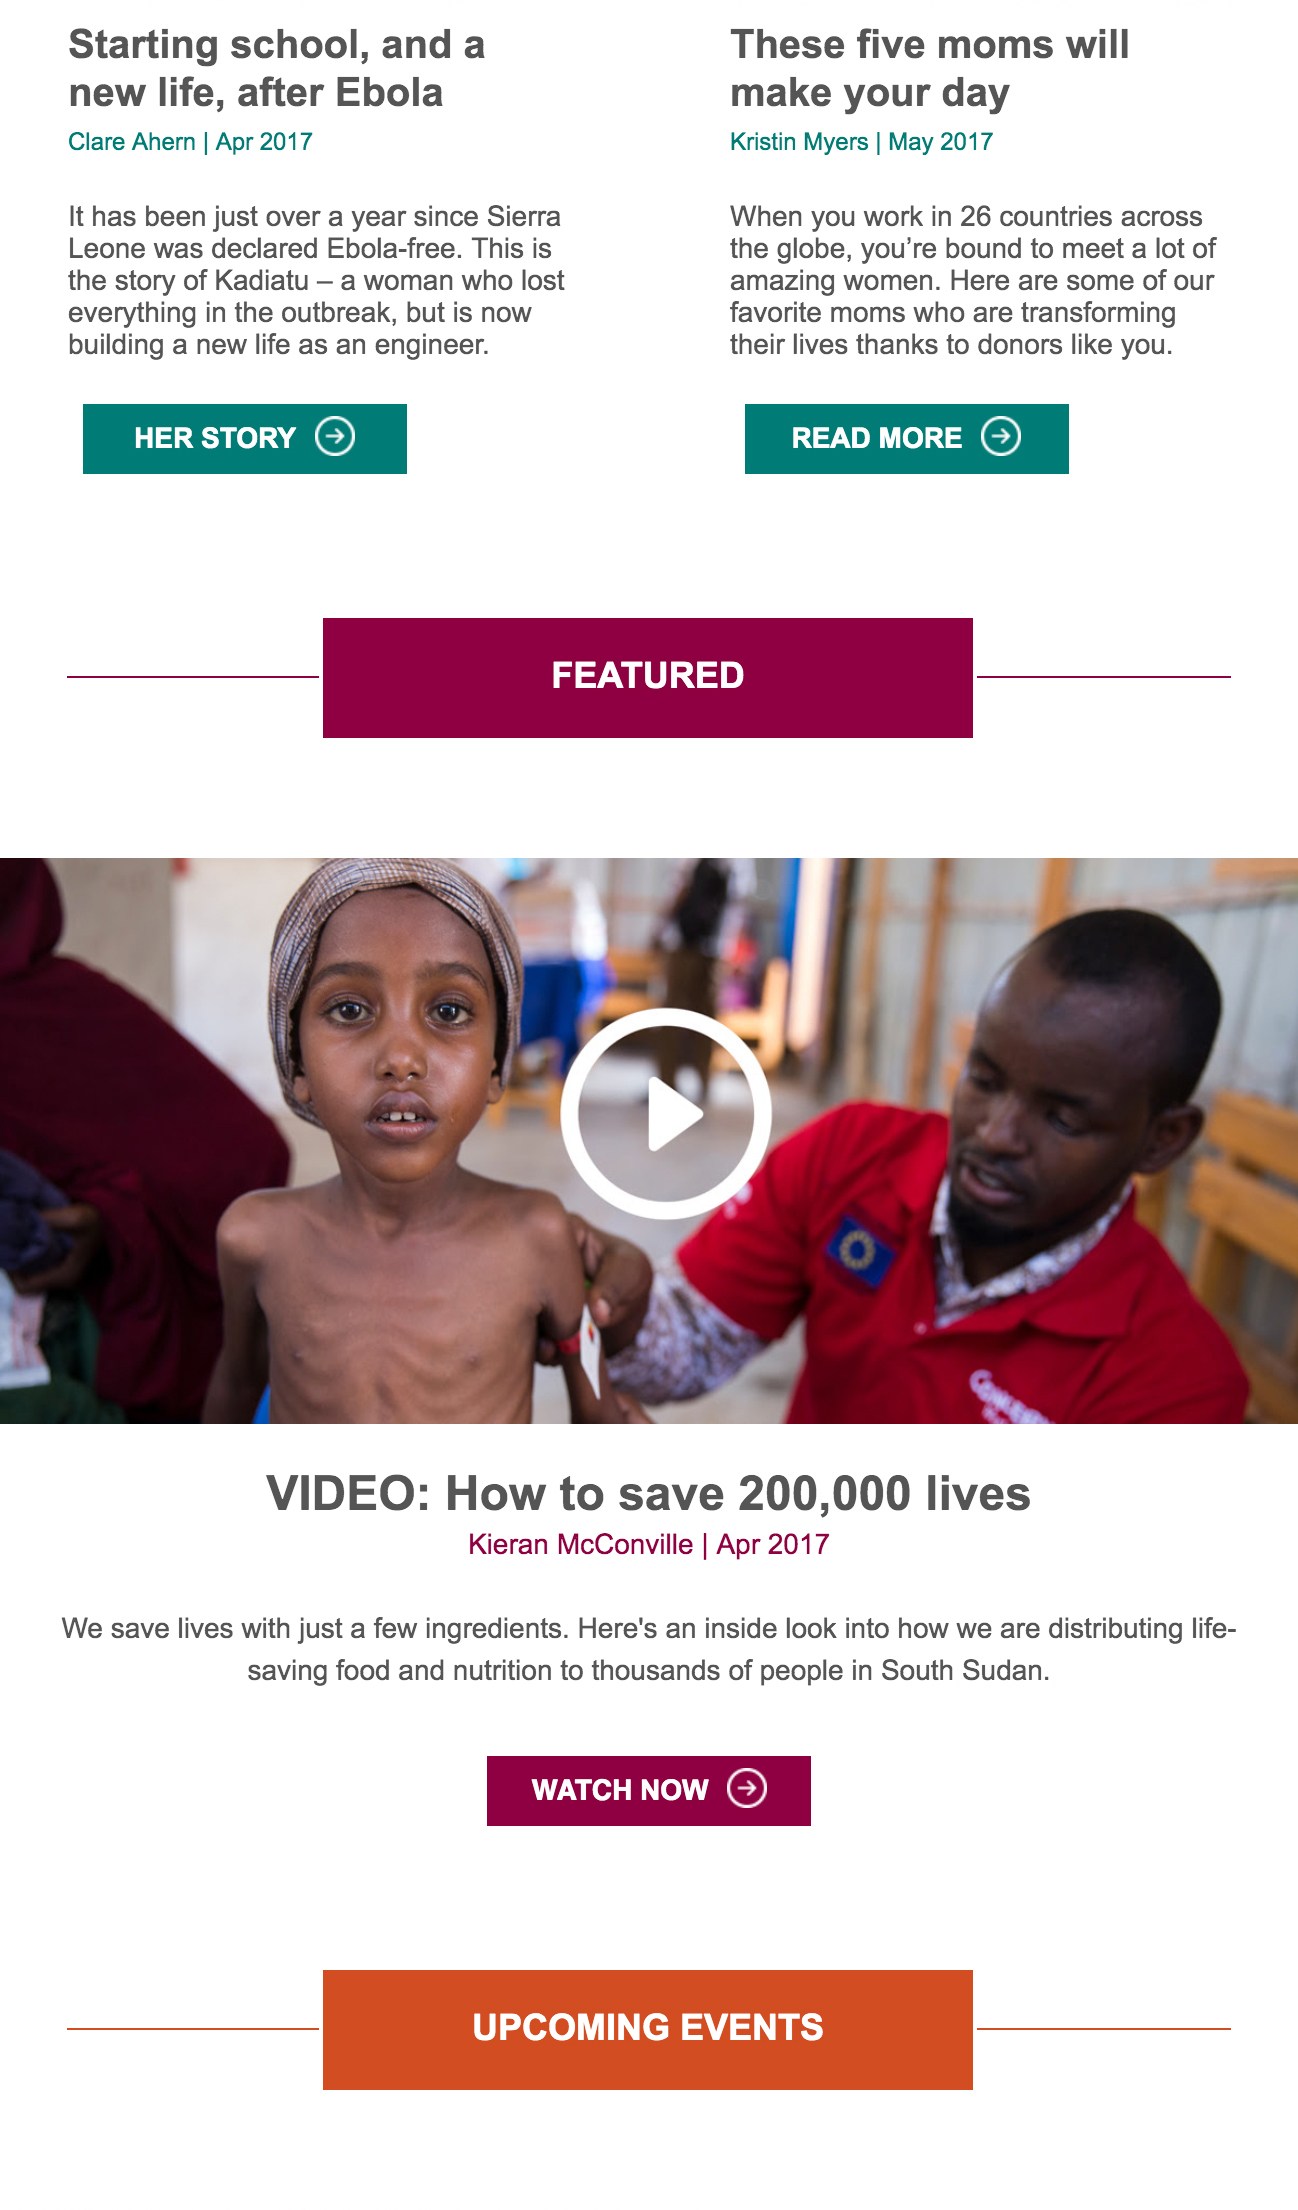 Starting school, and a
new life, after Ebola
Clare Ahern | Apr 2017
It has been just over a year since Sierra
Leone was declared Ebola-free. This is
the story of Kadiatu – a woman who lost
everything in the outbreak, but is now
building a new life as an engineer.
HER STORY
These five moms will
make your day
Kristin Myers | May 2017
When you work in 26 countries across
the globe, you’re bound to meet a lot of
amazing women. Here are some of our
favorite moms who are transforming
their lives thanks to donors like you.
READ MORE
FEATURED
VIDEO: How to save 200,000 lives
Kieran McConville | Apr 2017
We save lives with just a few ingredients. Here's an inside look into how we are distributing life-
saving food and nutrition to thousands of people in South Sudan.
WATCH NOW
UPCOMING EVENTS